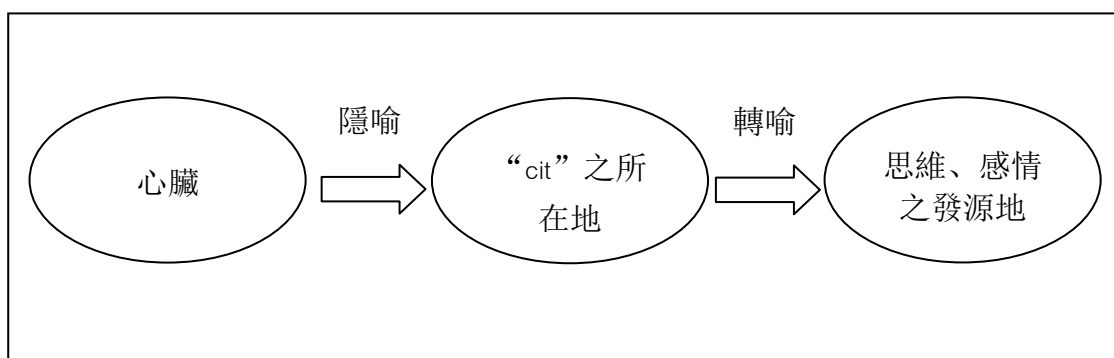 隱喻
轉喻
心臟
“cit”之所
在地
思維、感情
之發源地